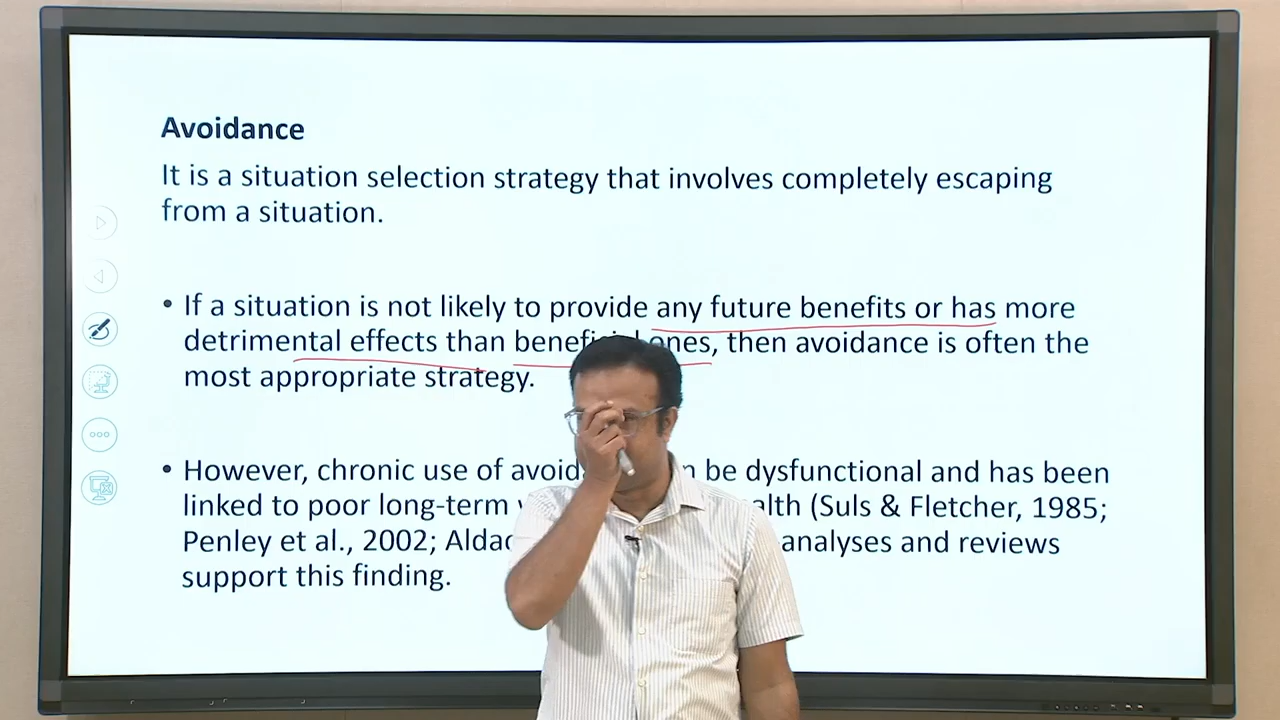 Avoidance
It is a situation selection strategy that involves completely escaping
from a situation.
• If a situation is not likely to provide any future benefits or has more
detrimental effects than beneficial ones, then avoidance is often the
most appropriate strategy.
• However, chronic use of be dysfunctional and has been
linked to poor long-term (Suls & Fletcher, 1985;
Penley et al., 2002; analyses and reviews
support this finding.